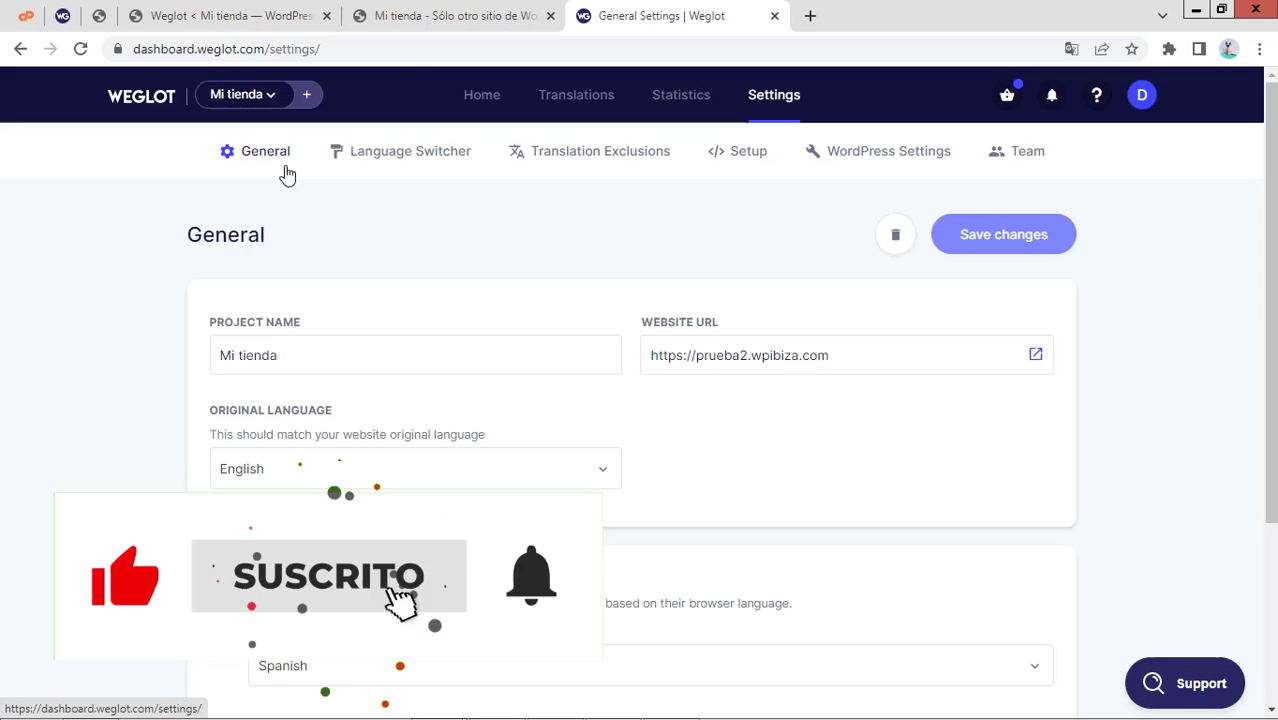 Weglot < Mi tienda — WordPres
Mi tienda - Sólo otro sitio de Wo
General Settings | Weglot
dashboard.weglot.com/settings/
WEGLOT
Mi tienda
Home
Translations
Statistics
Settings
D
General
Language Switcher
Translation Exclusions
Setup
WordPress Settings
Team
General
Save changes
PROJECT NAME
WEBSITE URL
Mi tienda
https://prueba2.wpibiza.com
ORIGINAL LANGUAGE
This should match your website original language
English
SUSCRITO
based on their browser language.
Spanish
Support
https://dashboard.weglot.com/settings/